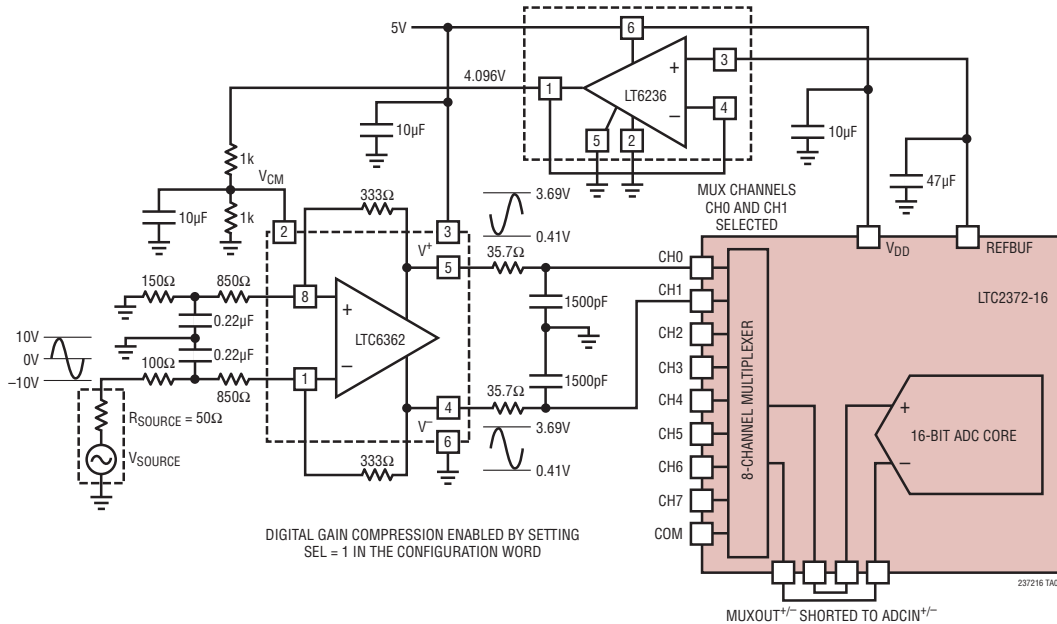 5V
6
3
4.096V
1
+
LT6236
–
4
5
2
10µF
10µF
1k
VCM
333Ω
3.69V
0.41V
MUX CHANNELS
CH0 AND CH1
SELECTED
47µF
10µF
1k
2
3
V+
35.7Ω
VDD
REFBUF
5
CH0
150Ω
850Ω
8
+
1500pF
CH1
LTC2372-16
0.22µF
LTC6362
CH2
10V
0V
–10V
0.22µF
CH3
100Ω
850Ω
1
–
1500pF
35.7Ω
CH4
+
RSOURCE = 50Ω
4
V–
3.69V
0.41V
CH5
8-CHANNEL MULTIPLEXER
16-BIT ADC CORE
6
CH6
–
VSOURCE
333Ω
CH7
COM
DIGITAL GAIN COMPRESSION ENABLED BY SETTING
SEL = 1 IN THE CONFIGURATION WORD
237216 TA0
MUXOUT+/– SHORTED TO ADCIN+/–